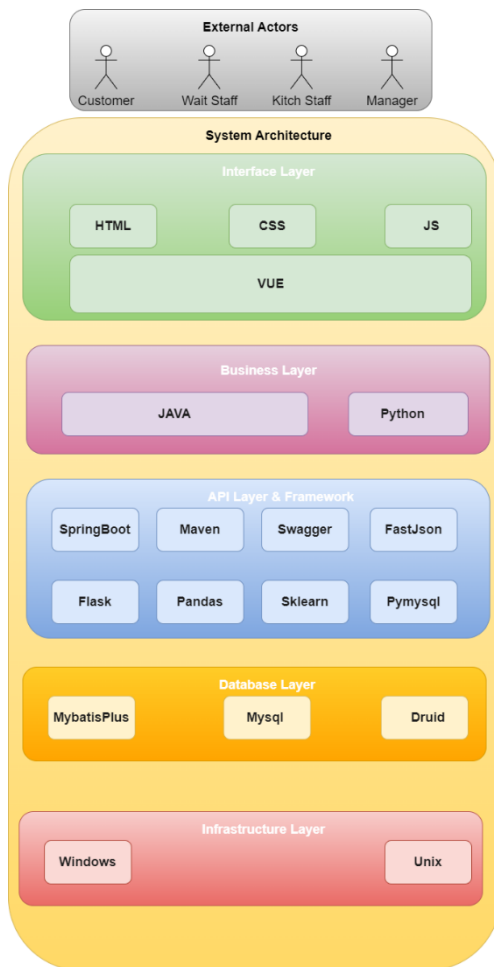 External Actors
Customer Wait Staff Kitch Staff Manager
System Architecture
Interface Layer
HTML CSS JS
VUE
Business Layer
JAVA Python
API Layer & Framework
SpringBoot Maven Swagger FastJson
Flask Pandas Sklearn Pymysql
Database Layer
MybatisPlus Mysql Druid
Infrastructure Layer
Windows Unix